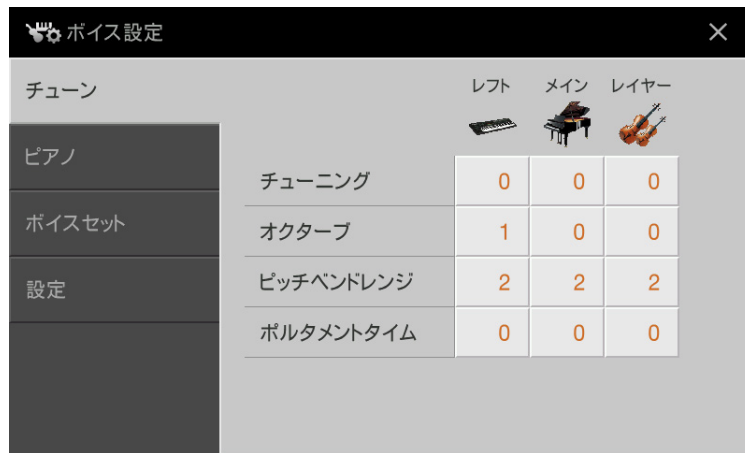 ボイス設定
チューン
ピアノ
ボイスセット
設定
レフト メイン レイヤー
チューニング 0 0 0
オクターブ 1 0 0
ピッチベンドレンジ 2 2 2
ポルタメントタイム 0 0 0